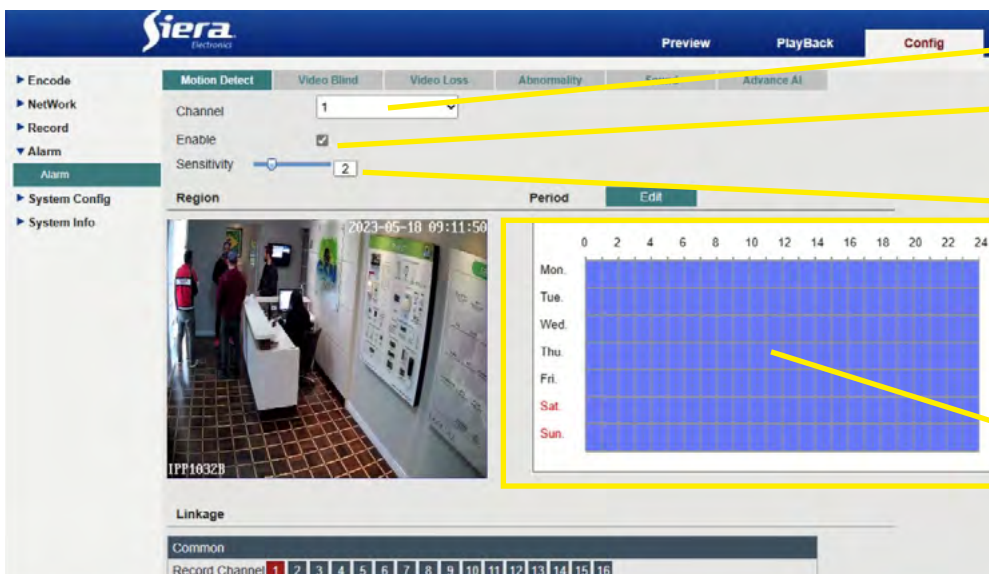 Siera
Electronics
Preview PlayBack Config
Encode
NetWork
Record
Alarm
Alarm
System Config
System Info
Motion Detect Video Blind Video Loss Abnormality Sound Advance AI
Channel 1
Enable
Sensitivity 2
Region Period Edit
2023-05-18 09:11:50
IPP1032B
0 2 4 6 8 10 12 14 16 18 20 22 24
Mon.
Tue.
Wed.
Thu.
Fri.
Sat.
Sun.
Linkage
Common
Record Channel 1 2 3 4 5 6 7 8 9 10 11 12 13 14 15 16